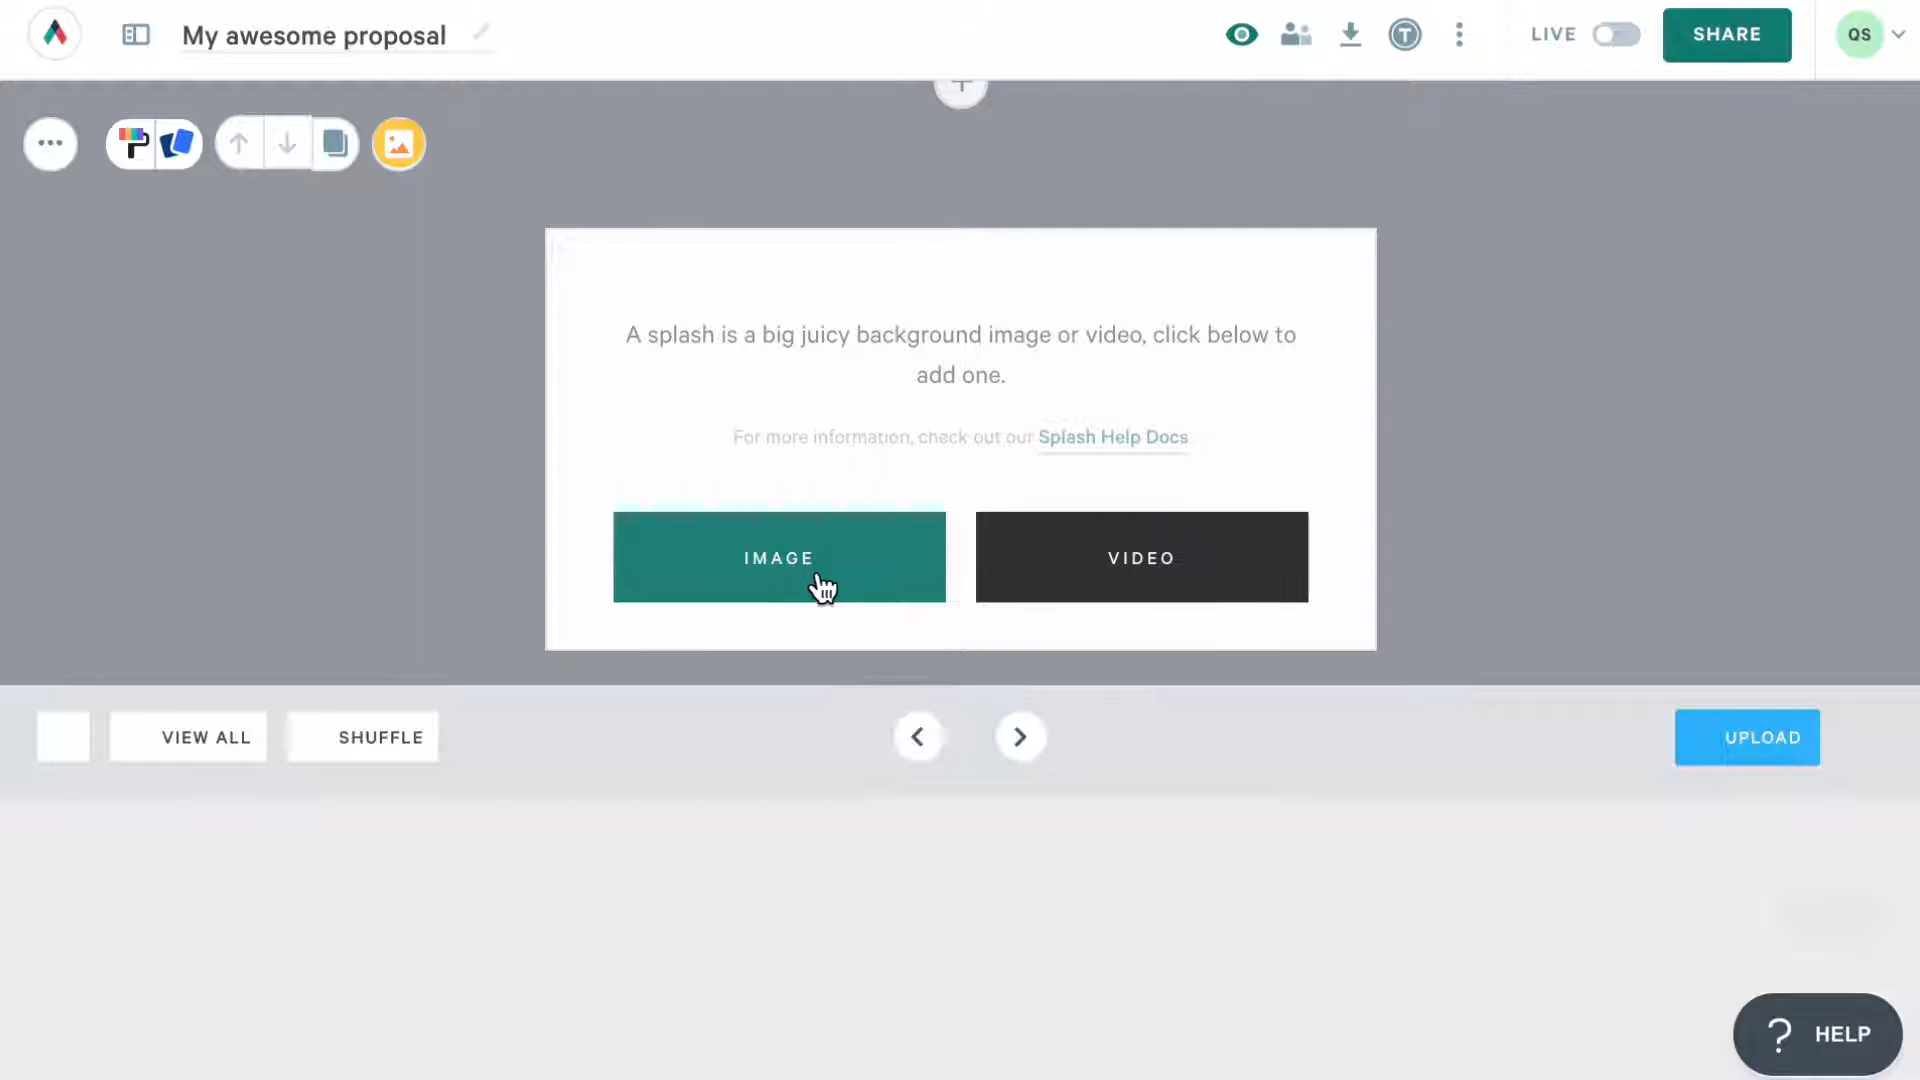 My awesome proposal
T
LIVE
SHARE
QS
A splash is a big juicy background image or video, click below to
add one.
For more information, check out our Splash Help Docs
IMAGE
VIDEO
VIEW ALL
SHUFFLE
UPLOAD
? HELP